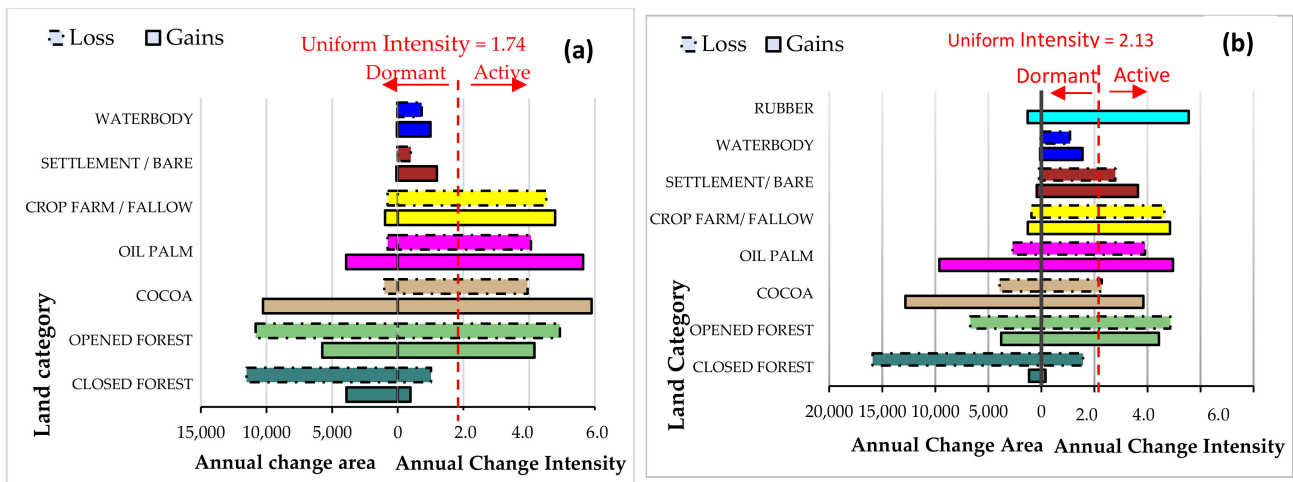 Loss Gains
Uniform Intensity = 1.74
(a)
Dormant Active
WATERBODY
SETTLEMENT / BARE
CROP FARM / FALLOW
OIL PALM
COCOA
OPENED FOREST
CLOSED FOREST
Land category
15,000 10,000 5,000 0 2.0 4.0 6.0
Annual change area Annual Change Intensity
Loss Gains
Uniform Intensity = 2.13
(b)
Dormant Active
RUBBER
WATERBODY
SETTLEMENT/ BARE
CROP FARM/ FALLOW
OIL PALM
COCOA
OPENED FOREST
CLOSED FOREST
Land Category
20,000 15,000 10,000 5,000 0 2.0 4.0 6.0
Annual Change Area Annual Change Intensity